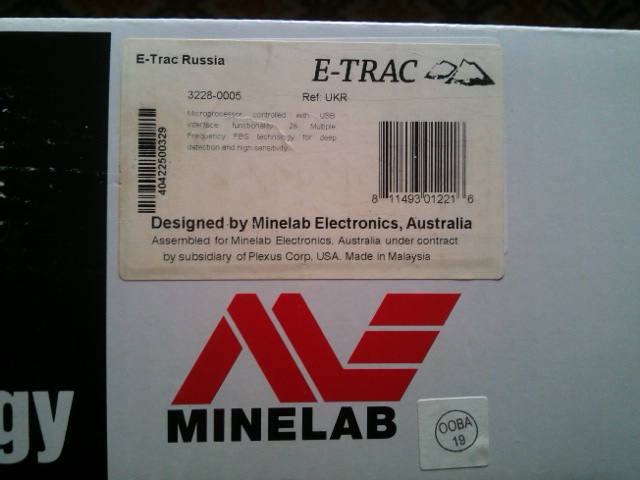 E-Trac Russia
E-TRAC
3228-0005
Ref: UKR
Microprocessor controlled with USB
interface functionality. 28 Multiple
Frequency FBS technology for deep
detection and high sensitivity.
40422500329
8 11493 01221 6
Designed by Minelab Electronics, Australia
Assembled for Minelab Electronics, Australia under contract
by subsidiary of Plexus Corp, USA. Made in Malaysia
gy
MINELAB
OOBA
19